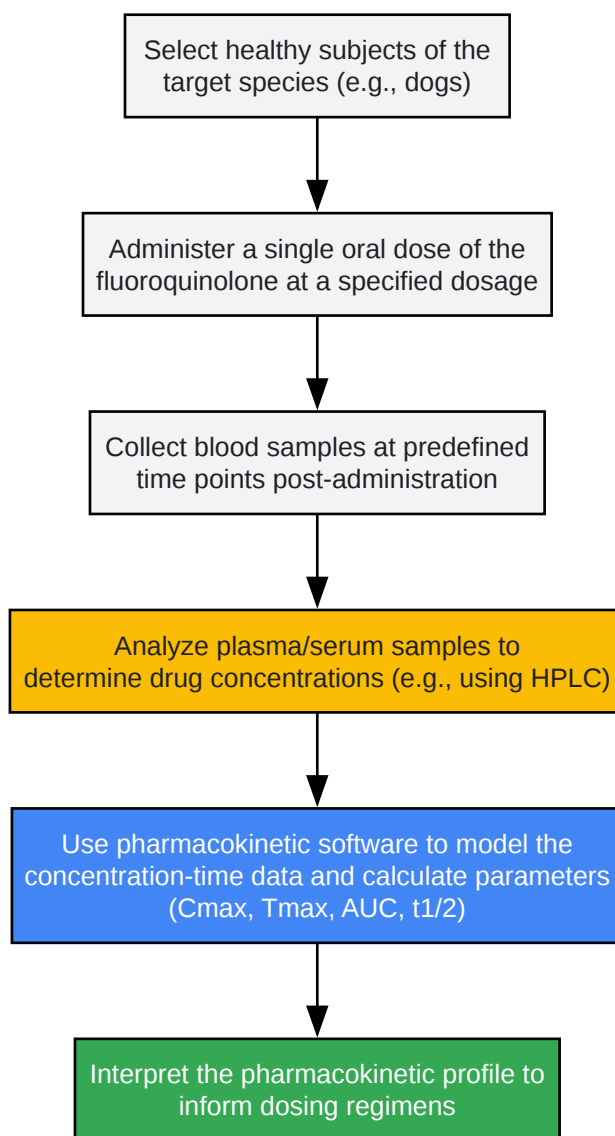 Select healthy subjects of the
target species (e.g., dogs)
Administer a single oral dose of the
fluoroquinolone at a specified dosage
Collect blood samples at predefined
time points post-administration
Analyze plasma/serum samples to
determine drug concentrations (e.g., using HPLC)
Use pharmacokinetic software to model the
concentration-time data and calculate parameters
(Cmax, Tmax, AUC, t1/2)
Interpret the pharmacokinetic profile to
inform dosing regimens